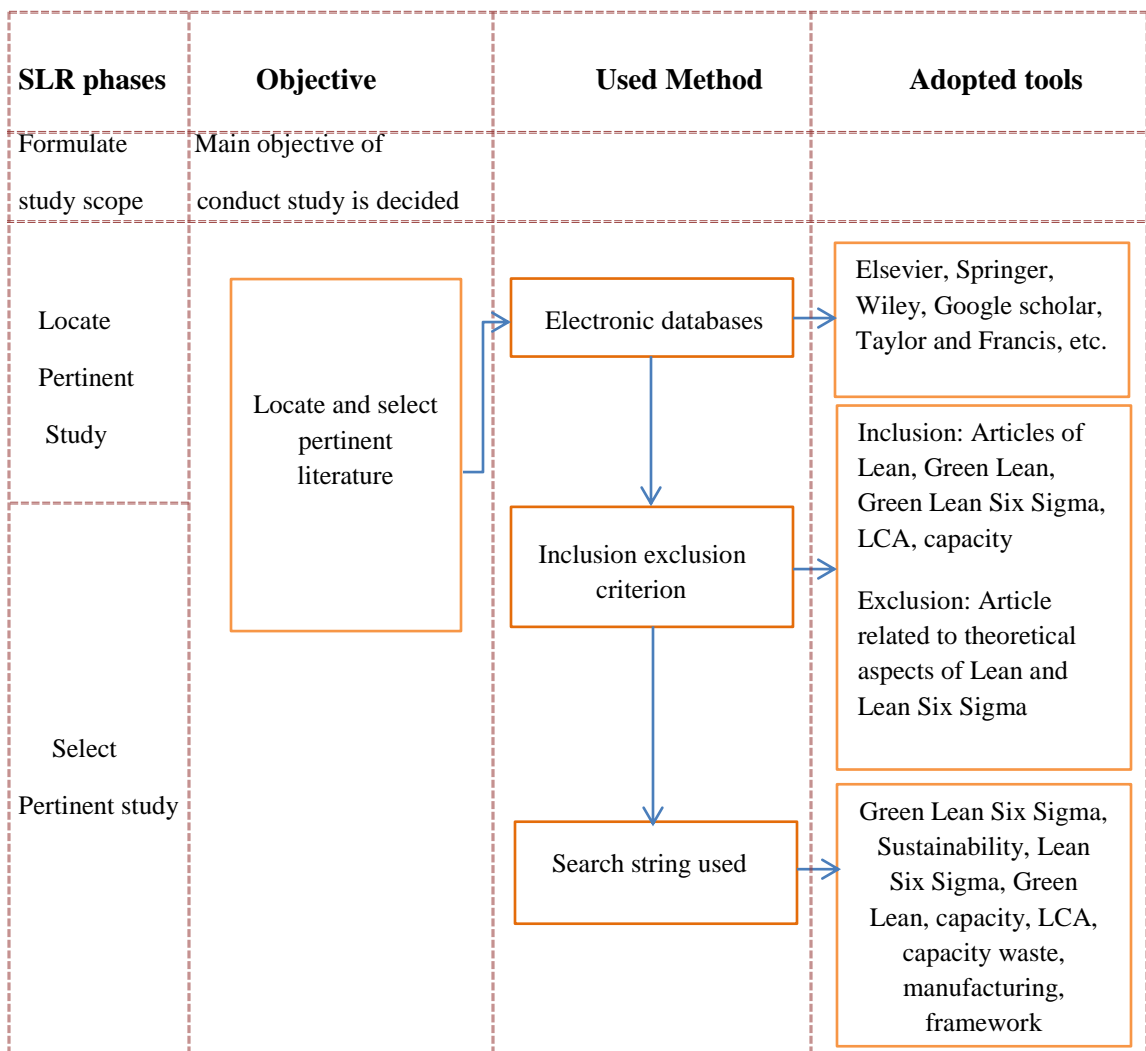 SLR phases
Objective
Used Method
Adopted tools
Formulate
study scope
Main objective of
conduct study is decided
Locate
Pertinent
Study
Locate and select
pertinent
literature
Electronic databases
Elsevier, Springer,
Wiley, Google scholar,
Taylor and Francis, etc.
Inclusion exclusion
criterion
Inclusion: Articles of
Lean, Green Lean,
Green Lean Six Sigma,
LCA, capacity
Exclusion: Article
related to theoretical
aspects of Lean and
Lean Six Sigma
Select
Pertinent study
Search string used
Green Lean Six Sigma,
Sustainability, Lean
Six Sigma, Green
Lean, capacity, LCA,
capacity waste,
manufacturing,
framework